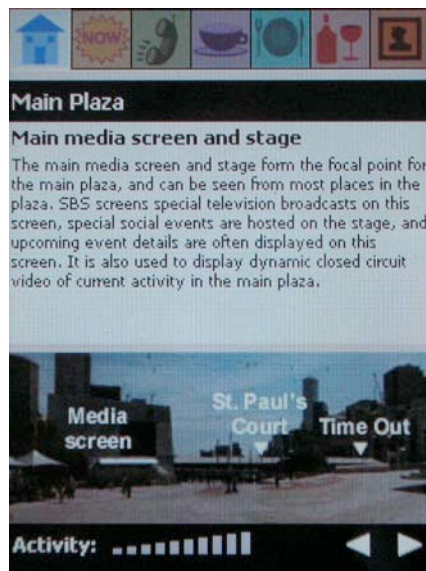 NOW
Main Plaza
Main media screen and stage
The main media screen and stage form the focal point for
the main plaza, and can be seen from most places in the
plaza. SBS screens special television broadcasts on this
screen, special social events are hosted on the stage, and
upcoming event details are often displayed on this
screen. It is also used to display dynamic closed circuit
video of current activity in the main plaza.
Media
screen
St. Paul's
Court
Time Out
Activity: